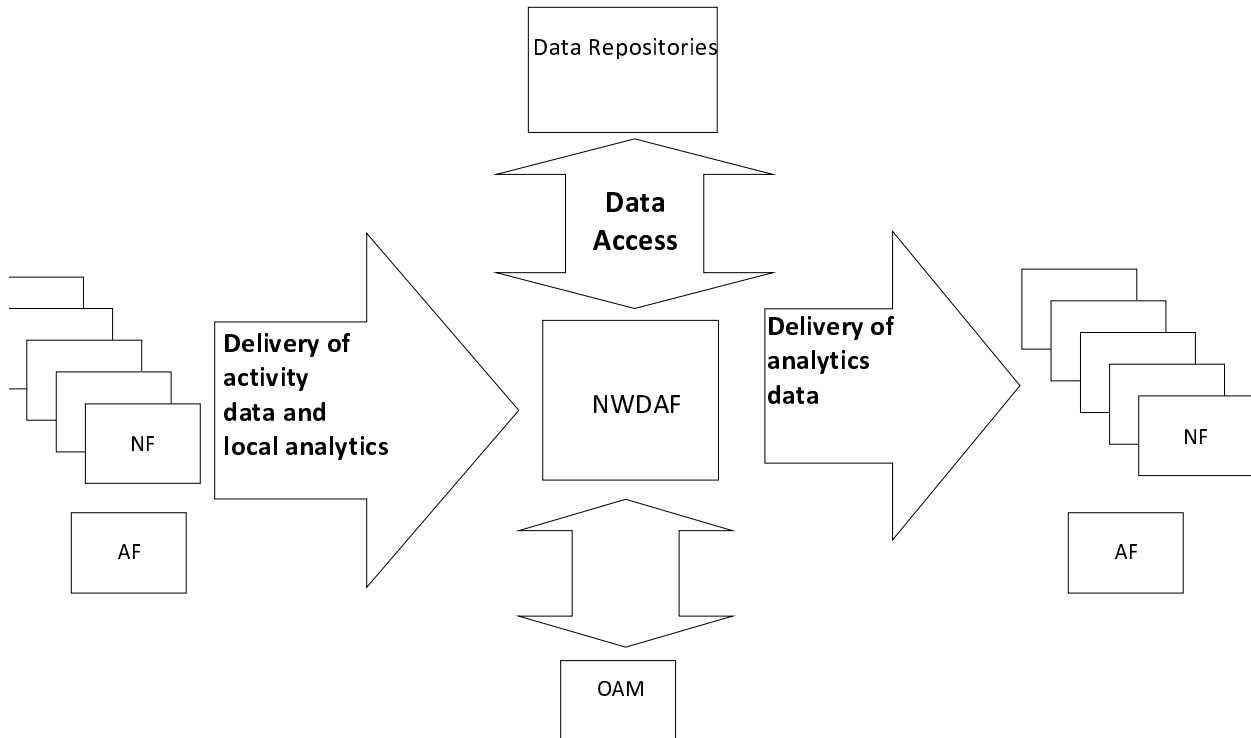 Data Repositories
Data
Access
Delivery of
activity
data and
local analytics
NF
AF
NWDAF
Delivery of
analytics
data
NF
AF
OAM